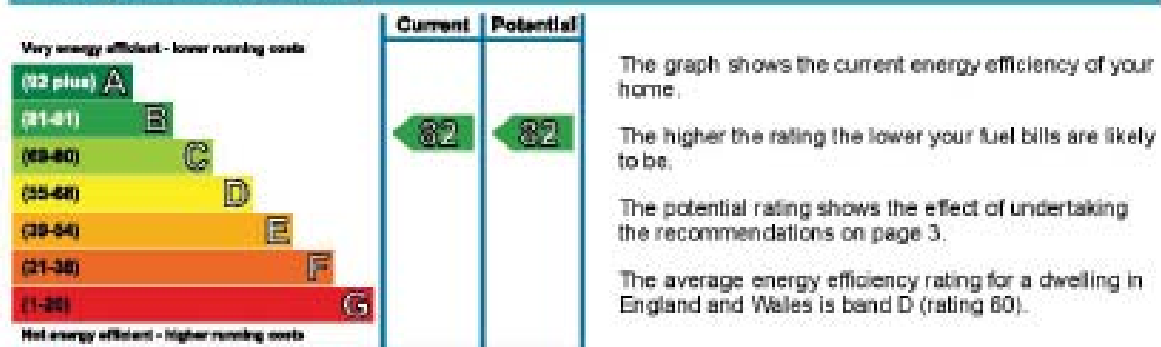 Current Potential
Very energy efficient - lower running costs
(92 plus) A
(81-91) B
(69-80) C
(55-68) D
(39-54) E
(21-38) F
(1-20) G
Not energy efficient - higher running costs
82 82
The graph shows the current energy efficiency of your
home.
The higher the rating the lower your fuel bills are likely
to be.
The potential rating shows the effect of undertaking
the recommendations on page 3.
The average energy efficiency rating for a dwelling in
England and Wales is band D (rating 60).